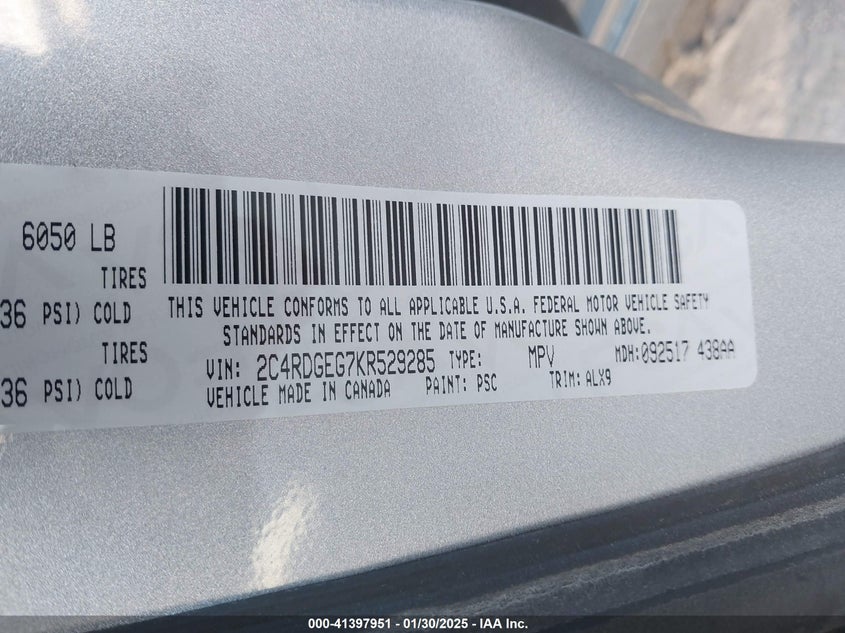 6050 LB
TIRES
36 PSI) COLD
TIRES
36 PSI) COLD
THIS VEHICLE CONFORMS TO ALL APPLICABLE U.S.A. FEDERAL MOTOR VEHICLE SAFETY
STANDARDS IN EFFECT ON THE DATE OF MANUFACTURE SHOWN ABOVE.
VIN: 2C4RDGEG7KR529285 TYPE: MPV MDH:092517 438AA
VEHICLE MADE IN CANADA PAINT: PSC TRIM: ALX9
000-41397951 — 01/30/2025 — IAA Inc.